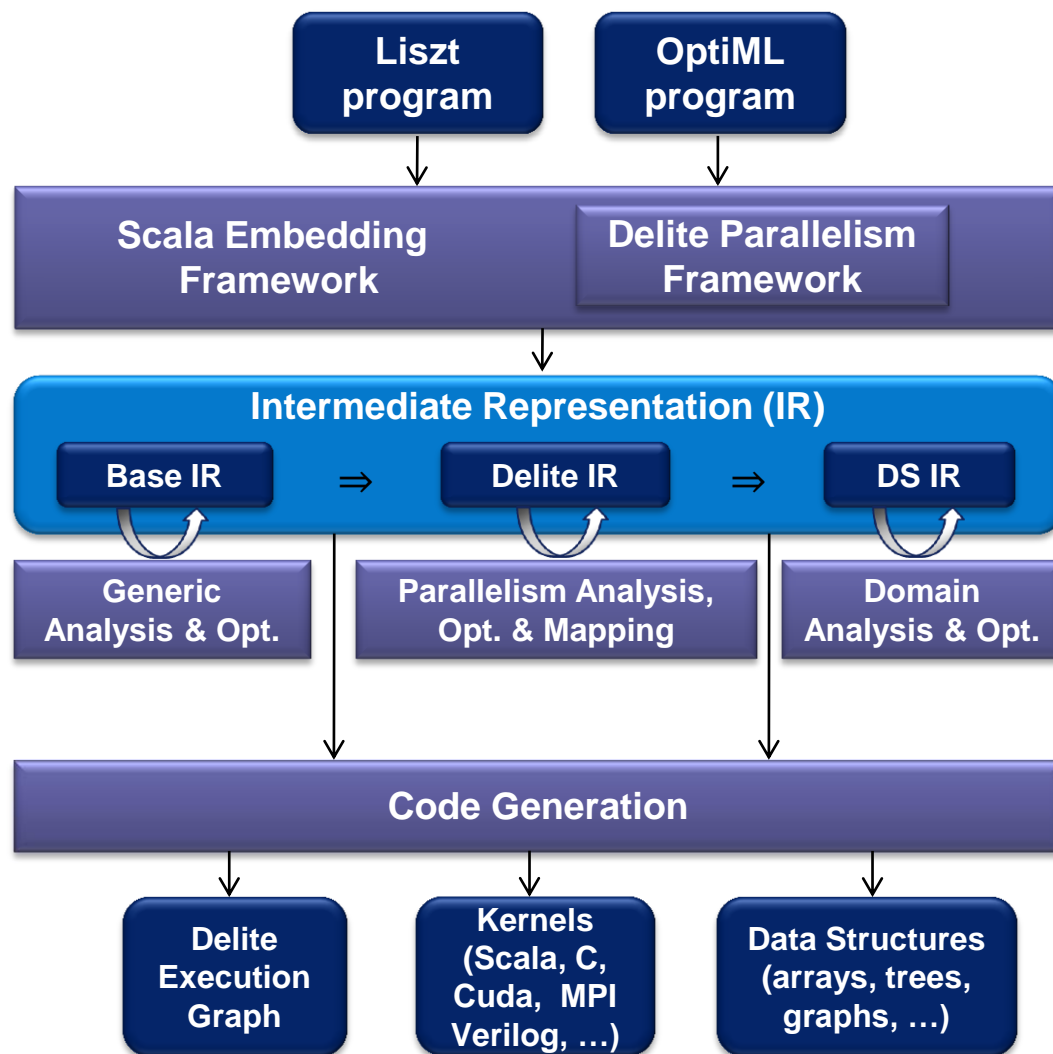 Liszt
program
OptiML
program
Scala Embedding
Framework
Delite Parallelism
Framework
Intermediate Representation (IR)
Base IR
⇒
Delite IR
⇒
DS IR
Generic
Analysis & Opt.
Parallelism Analysis,
Opt. & Mapping
Domain
Analysis & Opt.
Code Generation
Delite
Execution
Graph
Kernels
(Scala, C,
Cuda, MPI
Verilog, …)
Data Structures
(arrays, trees,
graphs, …)